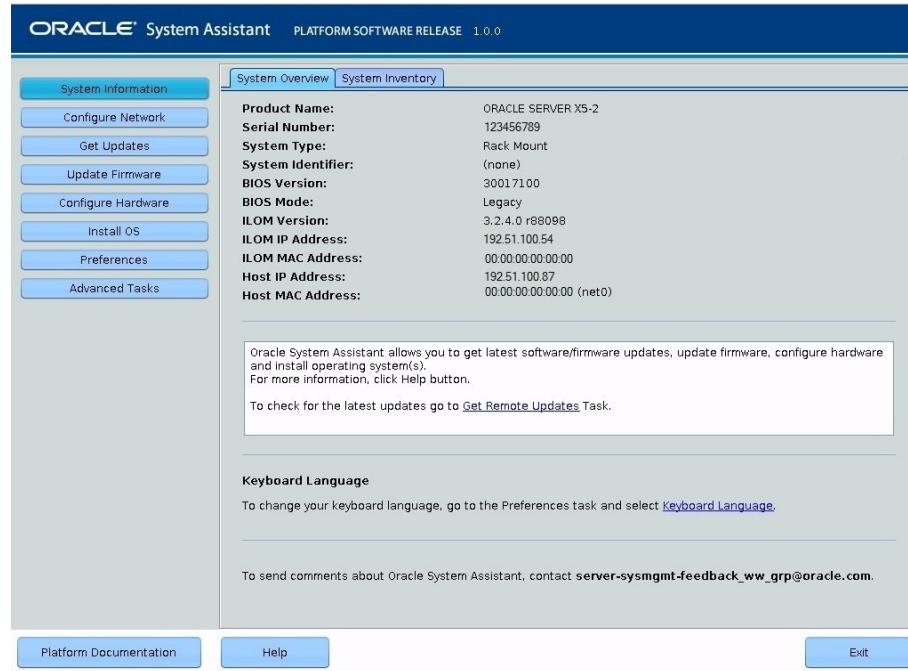 ORACLE System Assistant PLATFORM SOFTWARE RELEASE 1.0.0
System Information
Configure Network
Get Updates
Update Firmware
Configure Hardware
Install OS
Preferences
Advanced Tasks
System Overview System Inventory
Product Name: ORACLE SERVER X5-2
Serial Number: 123456789
System Type: Rack Mount
System Identifier: (none)
BIOS Version: 30017100
BIOS Mode: Legacy
ILOM Version: 3.2.4.0 r88098
ILOM IP Address: 192.51.100.54
ILOM MAC Address: 00:00:00:00:00:00
Host IP Address: 192.51.100.87
Host MAC Address: 00:00:00:00:00:00 (net0)
Oracle System Assistant allows you to get latest software/firmware updates, update firmware, configure hardware
and install operating system(s).
For more information, click Help button.
To check for the latest updates go to Get Remote Updates Task.
Keyboard Language
To change your keyboard language, go to the Preferences task and select Keyboard Language.
To send comments about Oracle System Assistant, contact server-sysmgmt-feedback_ww_grp@oracle.com.
Platform Documentation
Help
Exit